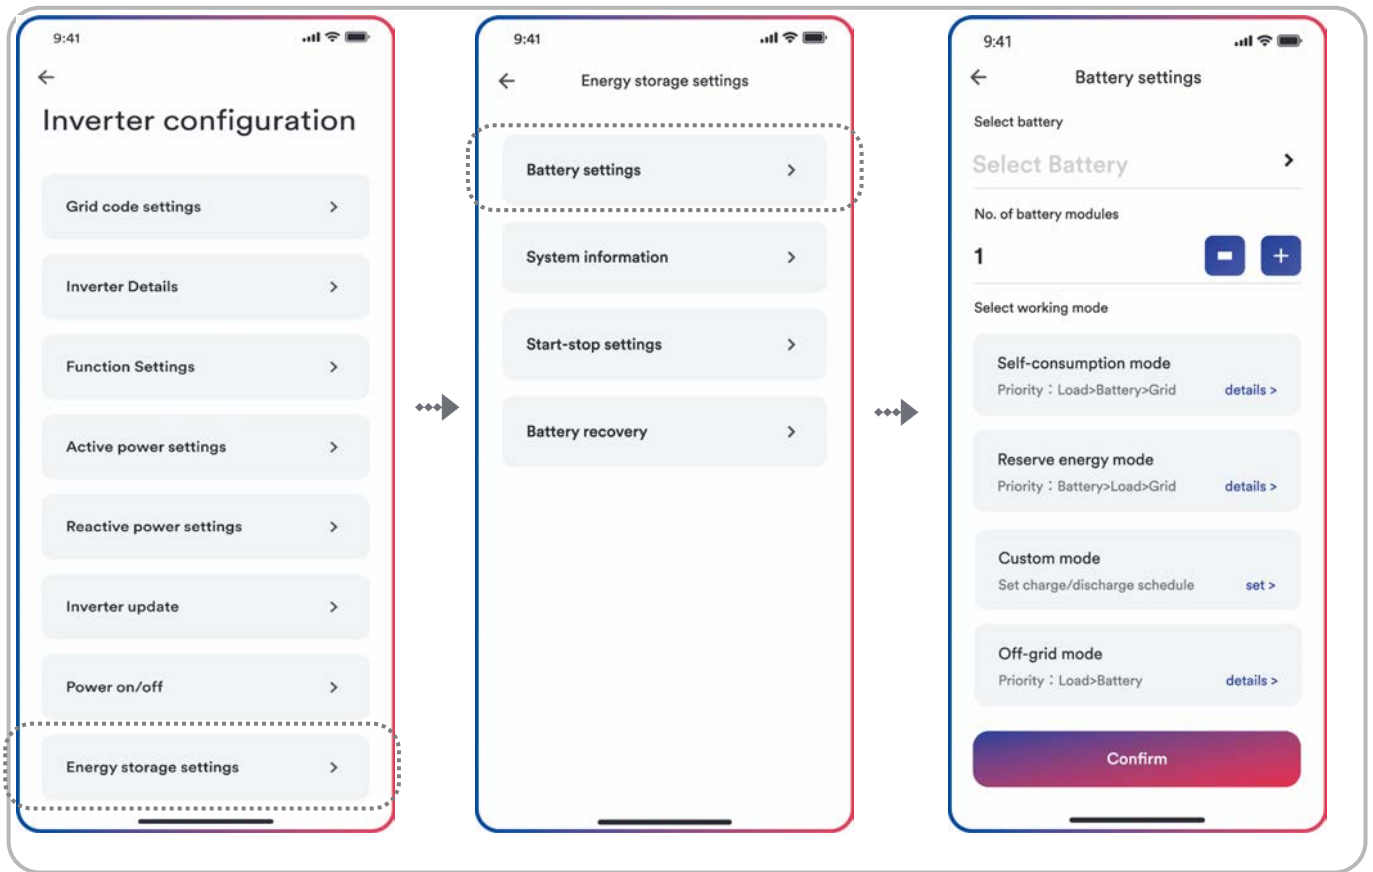 9:41
Inverter configuration
Grid code settings
Inverter Details
Function Settings
Active power settings
Reactive power settings
Inverter update
Power on/off
Energy storage settings
9:41
Energy storage settings
Battery settings
System information
Start-stop settings
Battery recovery
9:41
Battery settings
Select battery
Select Battery
No. of battery modules
1
Select working mode
Self-consumption mode
Priority：Load>Battery>Grid details >
Reserve energy mode
Priority：Battery>Load>Grid details >
Custom mode
Set charge/discharge schedule set >
Off-grid mode
Priority：Load>Battery details >
Confirm